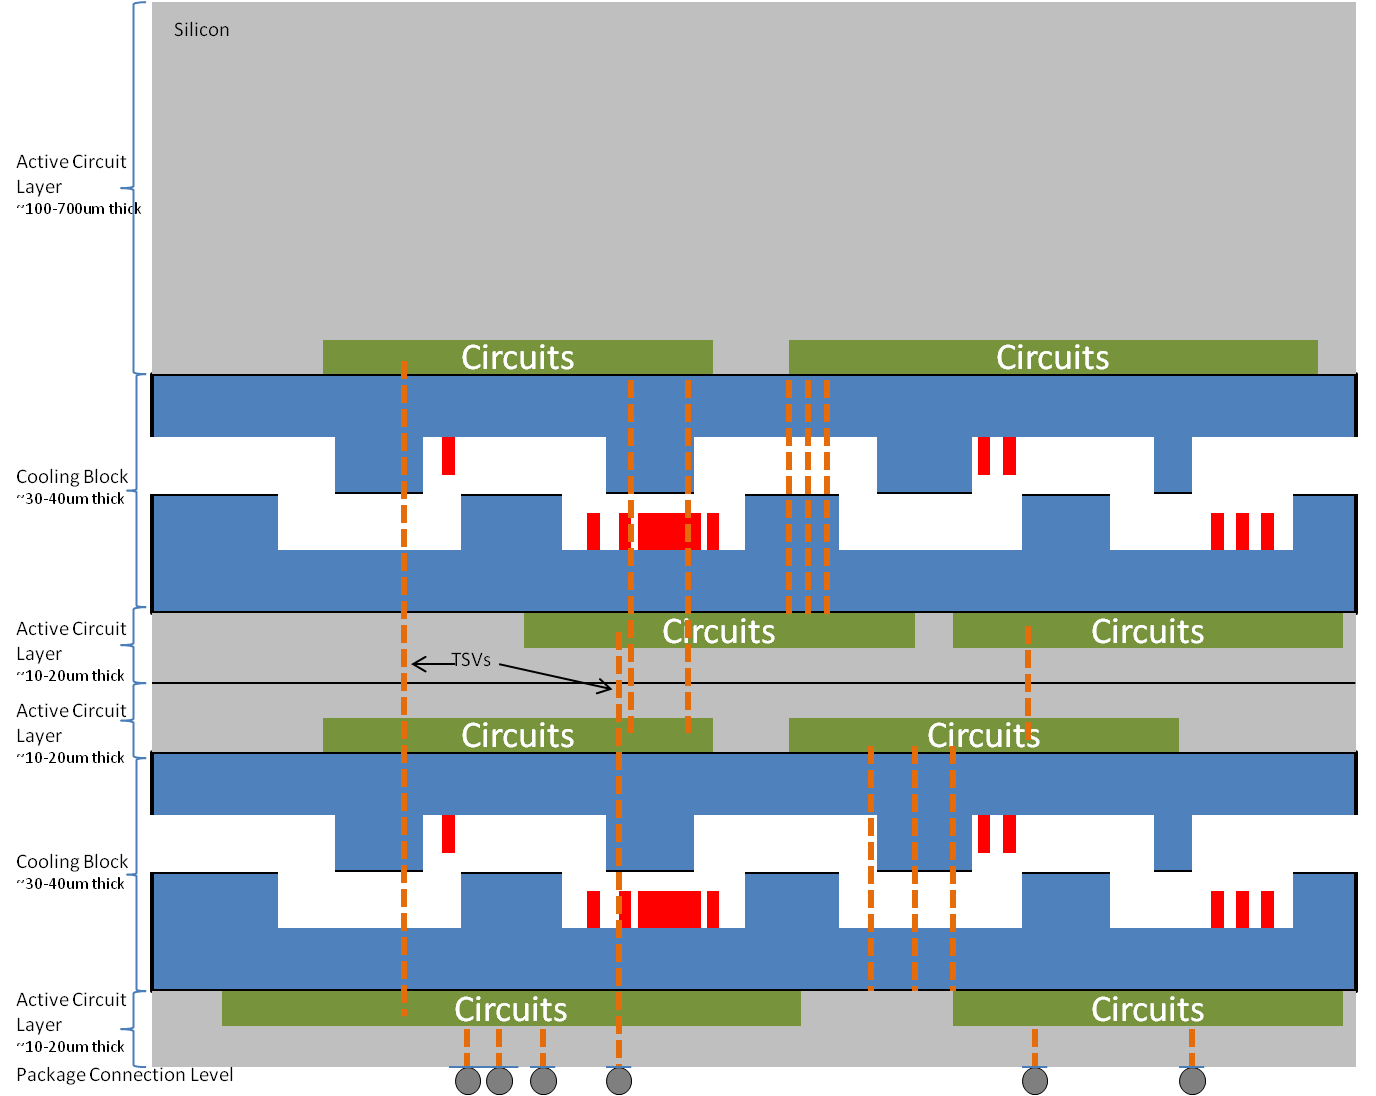 Silicon
Active Circuit
Layer
~100-700um thick
Circuits
Circuits
Cooling Block
~30-40um thick
Active Circuit
Layer
~10-20um thick
Circuits
Circuits
TSVs
Active Circuit
Layer
~10-20um thick
Circuits
Circuits
Cooling Block
~30-40um thick
Active Circuit
Layer
~10-20um thick
Circuits
Circuits
Package Connection Level